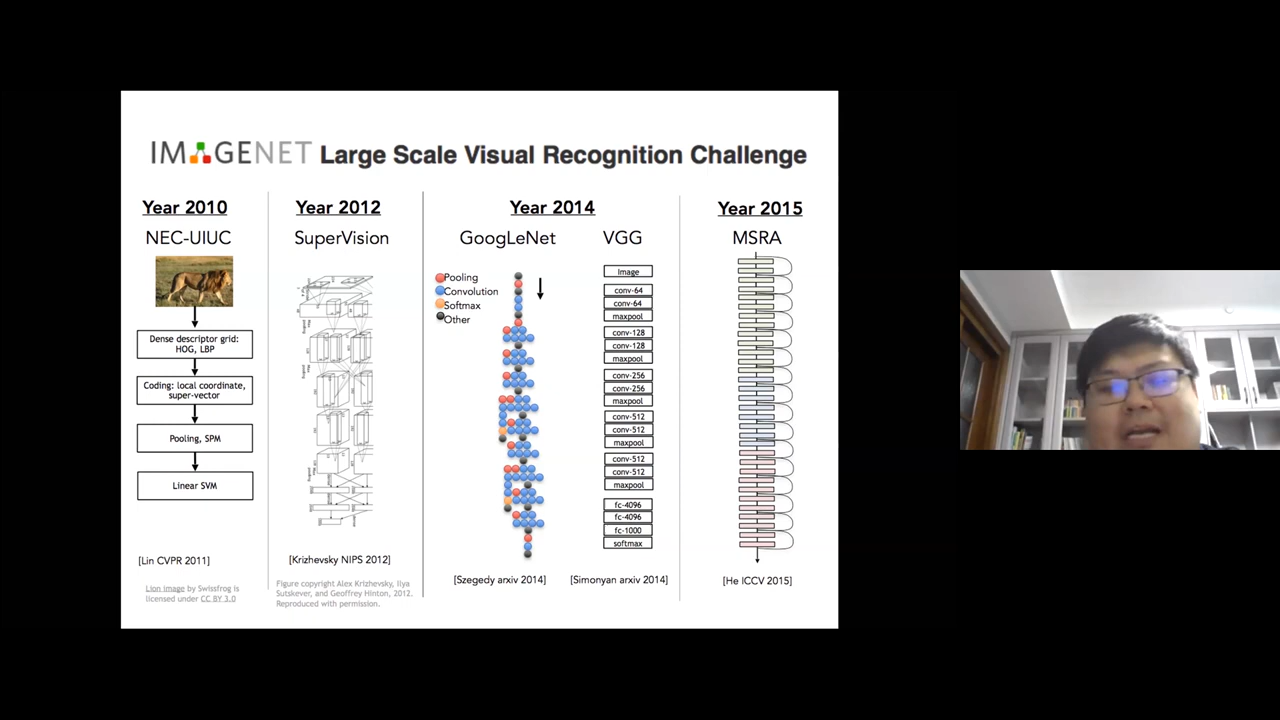 IMAGENET Large Scale Visual Recognition Challenge
Year 2010
NEC-UIUC
Dense descriptor grid:
HOG, LBP
Coding: local coordinate,
super-vector
Pooling, SPM
Linear SVM
[Lin CVPR 2011]
Lion image by Swissfrog is
licensed under CC BY 3.0
Year 2012
SuperVision
[Krizhevsky NIPS 2012]
Figure copyright Alex Krizhevsky, Ilya
Sutskever, and Geoffrey Hinton, 2012.
Reproduced with permission.
Year 2014
GoogLeNet
Pooling
Convolution
Softmax
Other
[Szegedy arxiv 2014]
VGG
Image
conv-64
conv-64
maxpool
conv-128
conv-128
maxpool
conv-256
conv-256
maxpool
conv-512
conv-512
maxpool
conv-512
conv-512
maxpool
fc-4096
fc-4096
fc-1000
softmax
[Simonyan arxiv 2014]
Year 2015
MSRA
[He ICCV 2015]